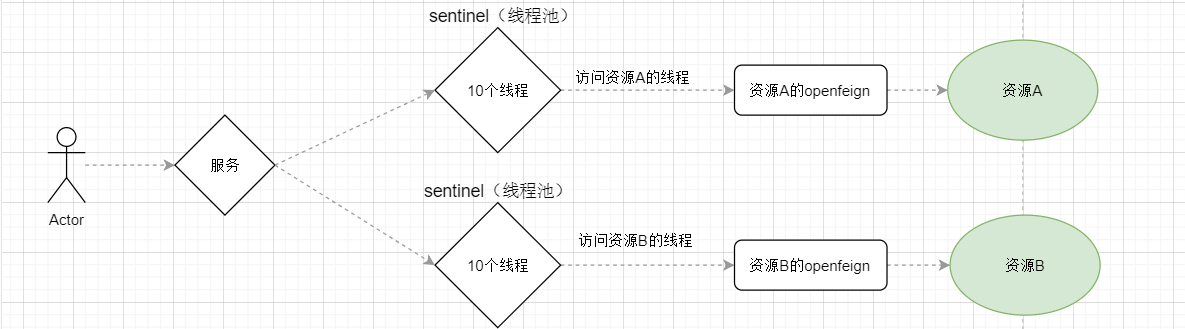 sentinel（线程池）
10个线程
访问资源A的线程
资源A的openfeign
资源A
服务
Actor
sentinel（线程池）
10个线程
访问资源B的线程
资源B的openfeign
资源B